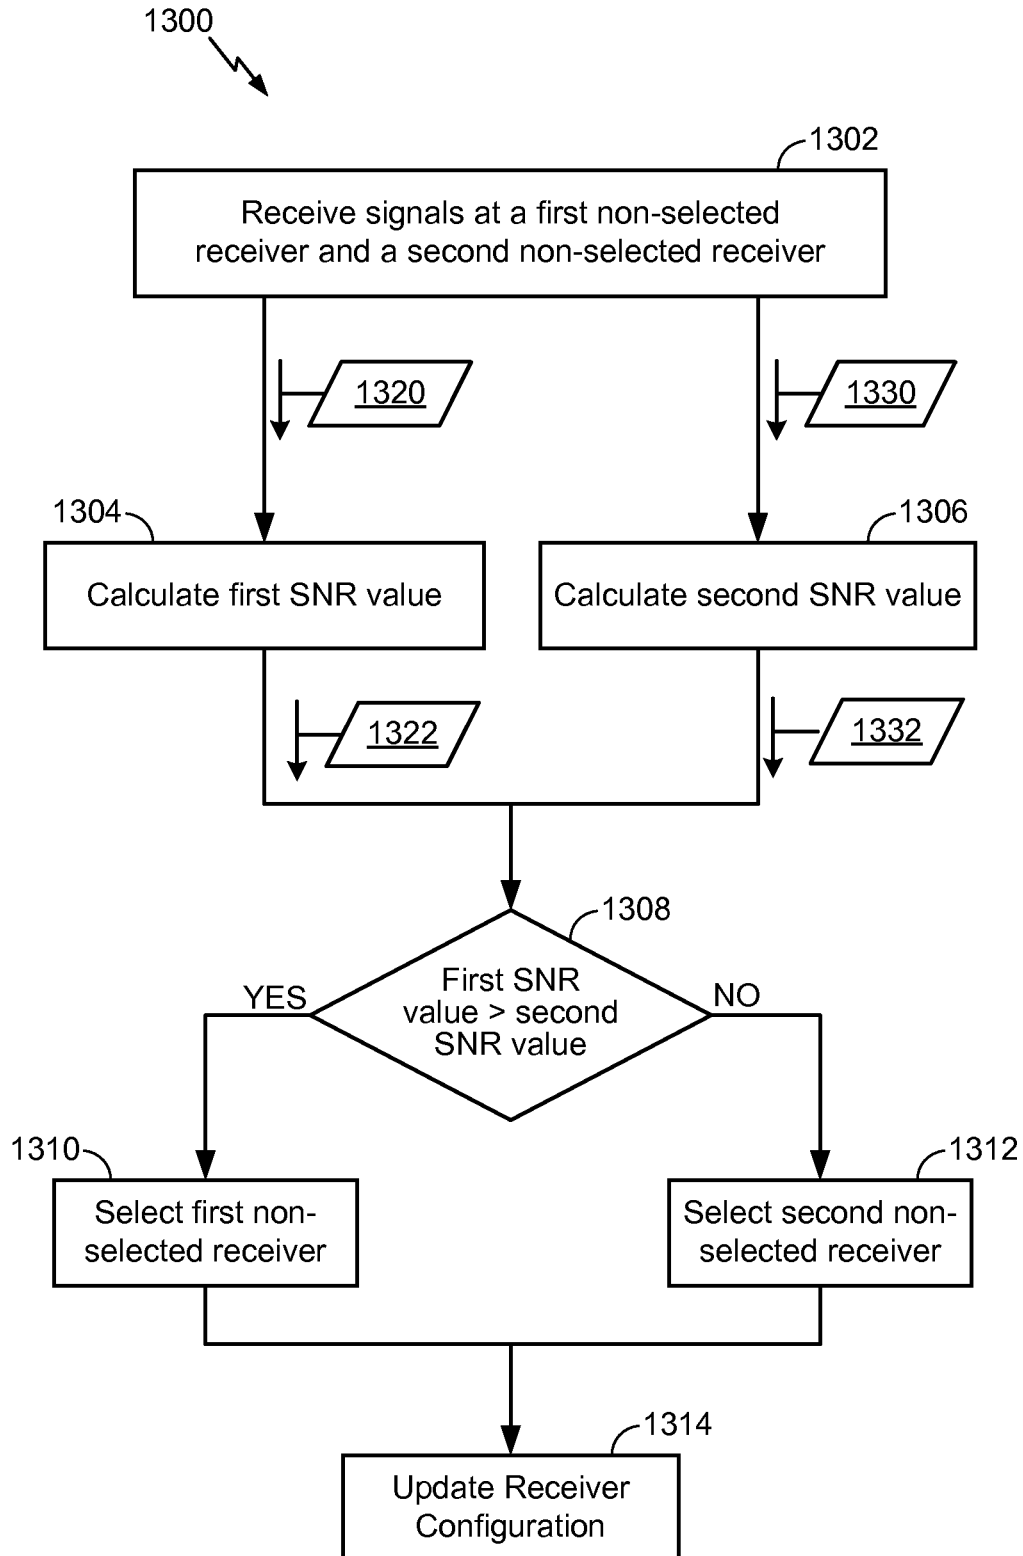 1300
1302
Receive signals at a first non-selected
receiver and a second non-selected receiver
1320
1330
1304
1306
Calculate first SNR value
Calculate second SNR value
1322
1332
1308
First SNR
value > second
SNR value
YES
NO
1310
1312
Select first non-
selected receiver
Select second non-
selected receiver
1314
Update Receiver
Configuration